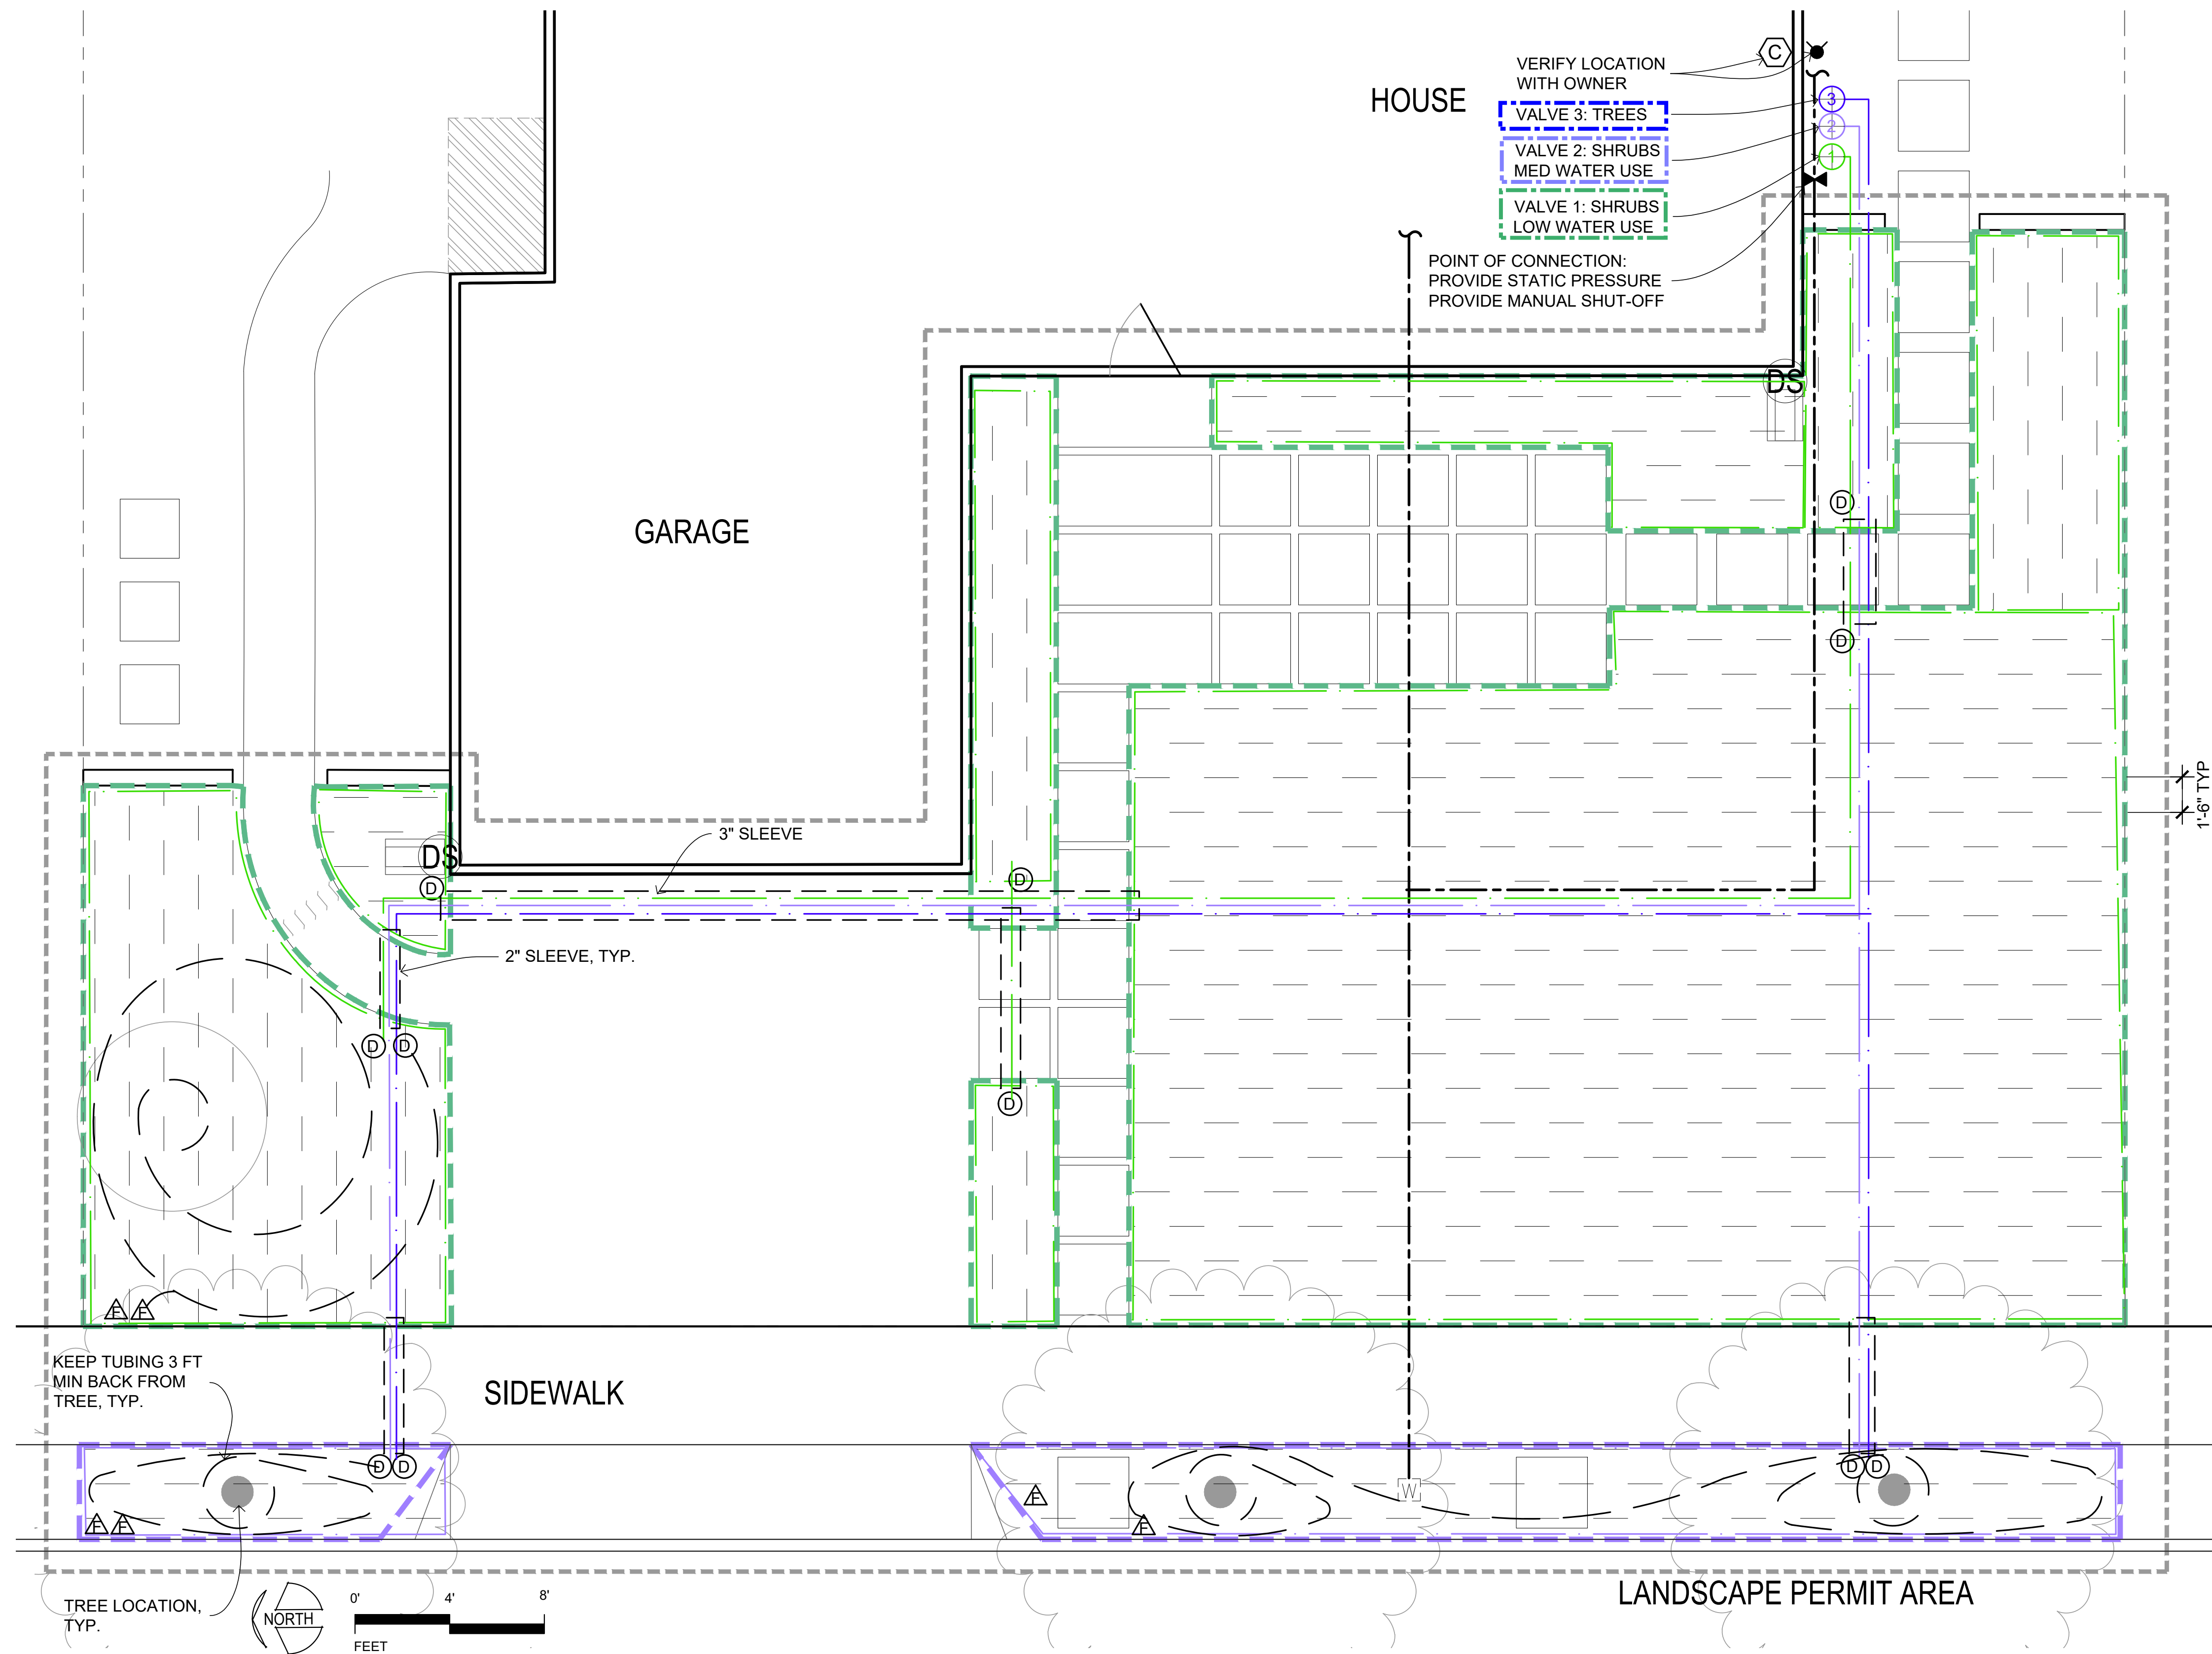 C
VERIFY LOCATION
WITH OWNER
HOUSE
3
VALVE 3: TREES
2
VALVE 2: SHRUBS
MED WATER USE
1
VALVE 1: SHRUBS
LOW WATER USE
POINT OF CONNECTION:
PROVIDE STATIC PRESSURE
PROVIDE MANUAL SHUT-OFF
DS
D
GARAGE
D
1'-6" TYP
3" SLEEVE
DS
D
D
2" SLEEVE, TYP.
D
D
D
F
F
KEEP TUBING 3 FT
MIN BACK FROM
TREE, TYP.
SIDEWALK
D
D
D
D
W
F
F
F
F
LANDSCAPE PERMIT AREA
TREE LOCATION,
TYP.
NORTH
0'
4'
8'
FEET